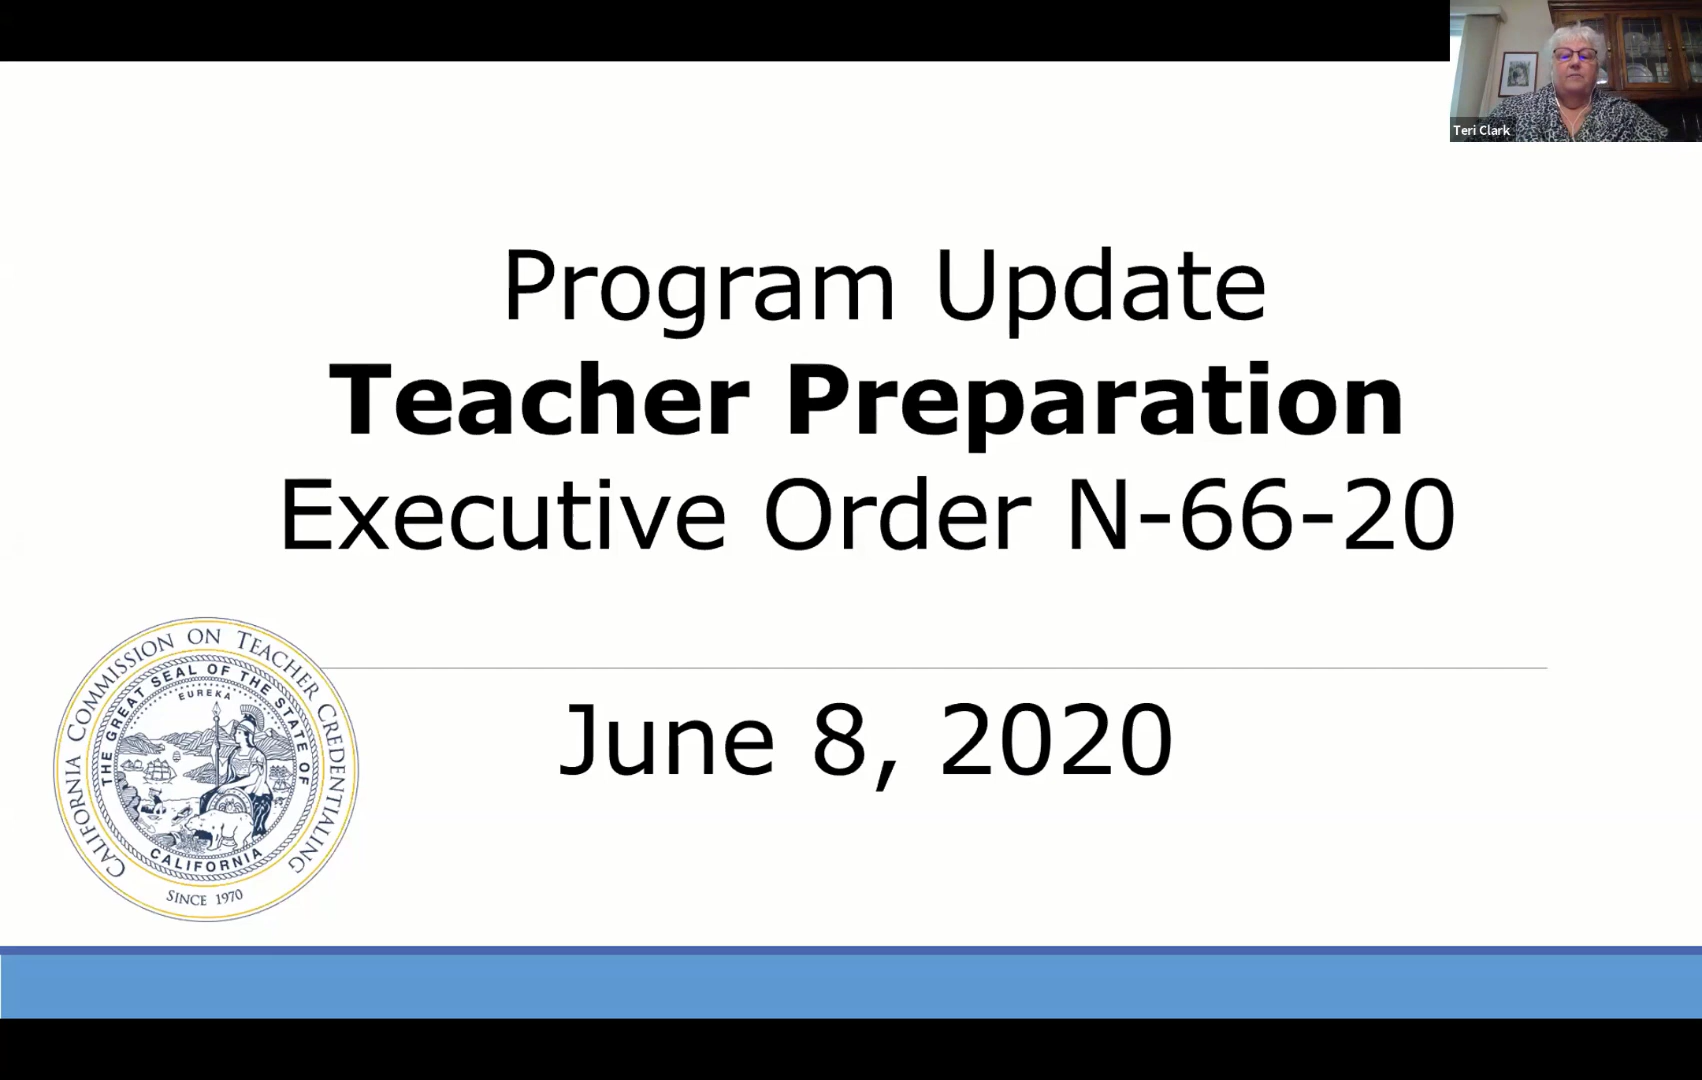 Teri Clark
Program Update
Teacher Preparation
Executive Order N-66-20
CALIFORNIA COMMISSION ON TEACHER CREDENTIALING
THE GREAT SEAL OF THE STATE OF
EUREKA
CALIFORNIA
SINCE 1970
June 8, 2020